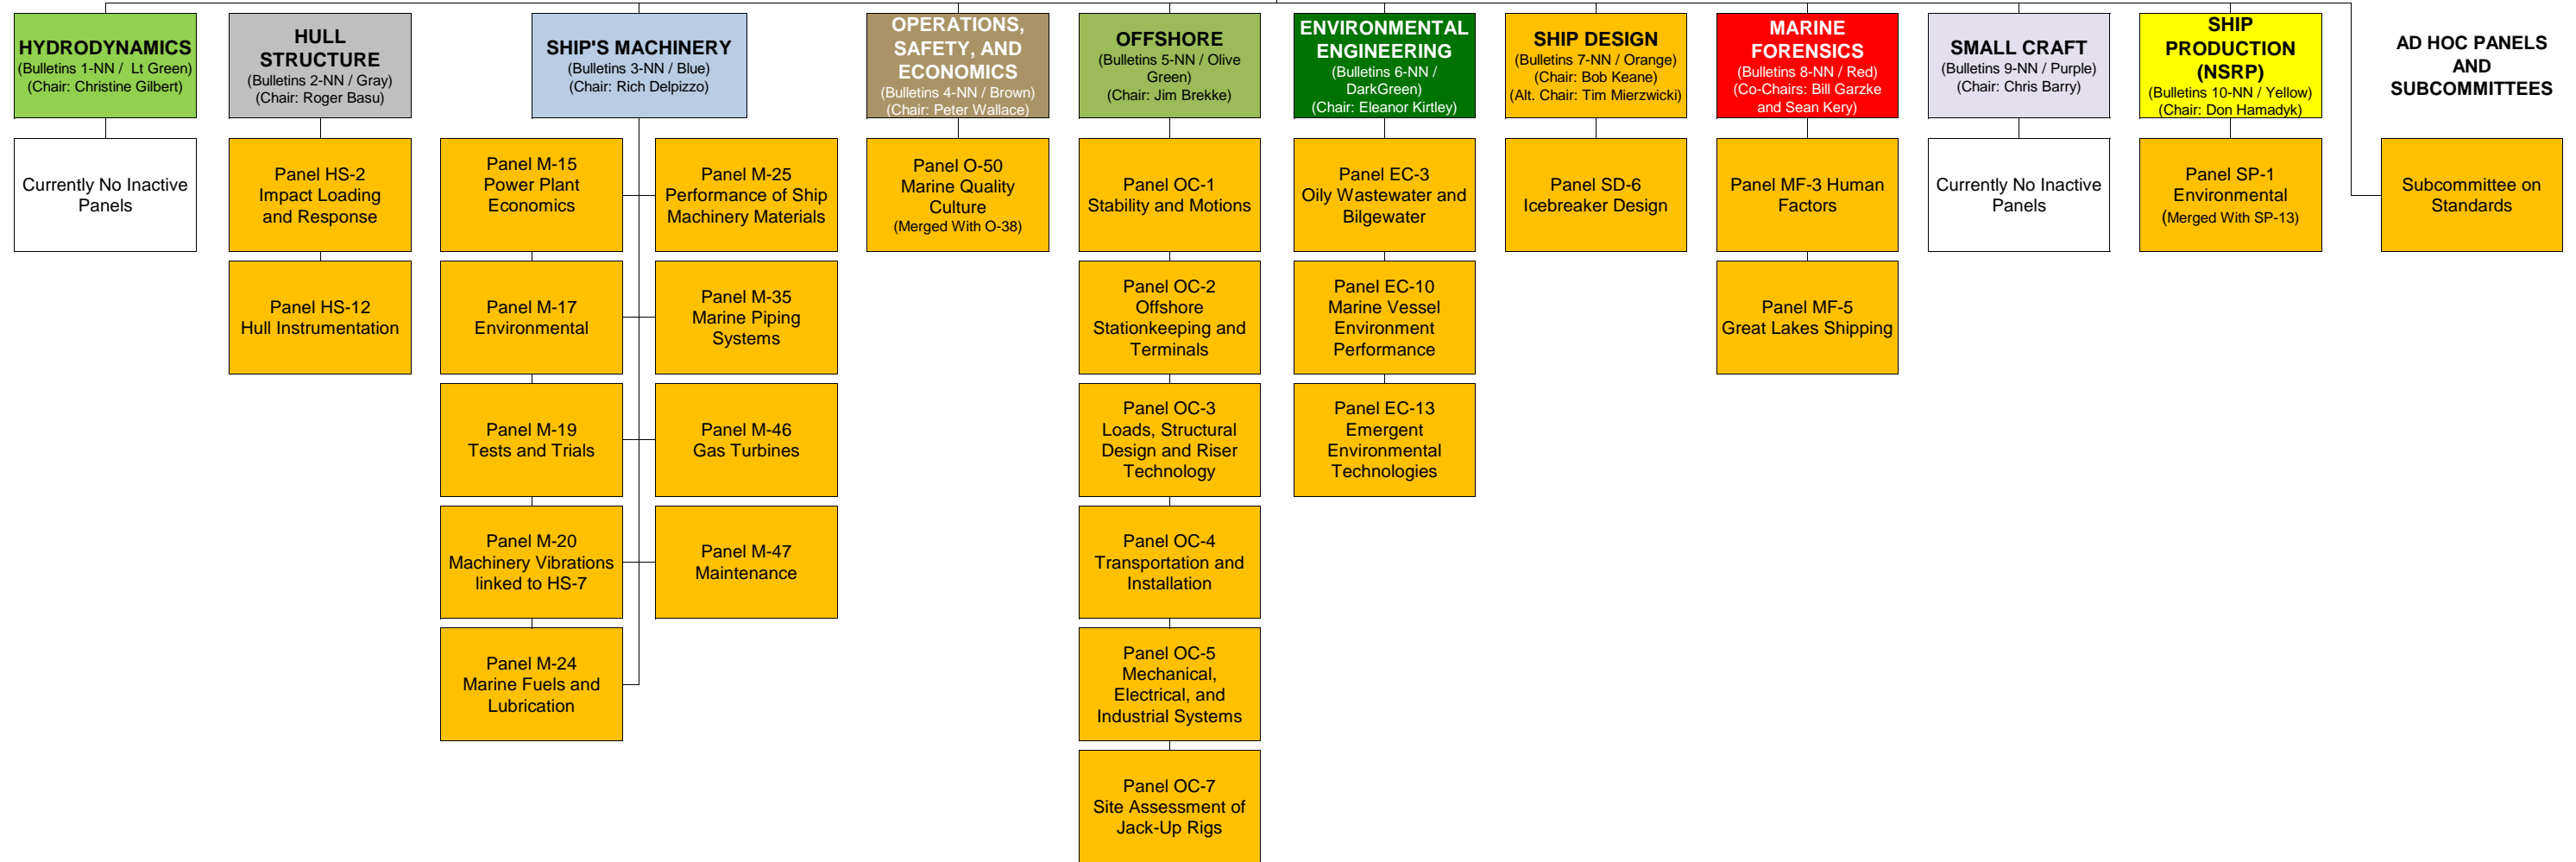 HYDRODYNAMICS
(Bulletins 1-NN / Lt Green)
(Chair: Christine Gilbert)
Currently No Inactive
Panels
HULL
STRUCTURE
(Bulletins 2-NN / Gray)
(Chair: Roger Basu)
Panel HS-2
Impact Loading
and Response
Panel HS-12
Hull Instrumentation
SHIP'S MACHINERY
(Bulletins 3-NN / Blue)
(Chair: Rich Delpizzo)
Panel M-15
Power Plant
Economics
Panel M-17
Environmental
Panel M-19
Tests and Trials
Panel M-20
Machinery Vibrations
linked to HS-7
Panel M-24
Marine Fuels and
Lubrication
Panel M-25
Performance of Ship
Machinery Materials
Panel M-35
Marine Piping
Systems
Panel M-46
Gas Turbines
Panel M-47
Maintenance
OPERATIONS,
SAFETY, AND
ECONOMICS
(Bulletins 4-NN / Brown)
(Chair: Peter Wallace)
Panel O-50
Marine Quality
Culture
(Merged With O-38)
OFFSHORE
(Bulletins 5-NN / Olive
Green)
(Chair: Jim Brekke)
Panel OC-1
Stability and Motions
Panel OC-2
Offshore
Stationkeeping and
Terminals
Panel OC-3
Loads, Structural
Design and Riser
Technology
Panel OC-4
Transportation and
Installation
Panel OC-5
Mechanical,
Electrical, and
Industrial Systems
Panel OC-7
Site Assessment of
Jack-Up Rigs
ENVIRONMENTAL
ENGINEERING
(Bulletins 6-NN /
DarkGreen)
(Chair: Eleanor Kirtley)
Panel EC-3
Oily Wastewater and
Bilgewater
Panel EC-10
Marine Vessel
Environment
Performance
Panel EC-13
Emergent
Environmental
Technologies
SHIP DESIGN
(Bulletins 7-NN / Orange)
(Chair: Bob Keane)
(Alt. Chair: Tim Mierzwicki)
Panel SD-6
Icebreaker Design
MARINE
FORENSICS
(Bulletins 8-NN / Red)
(Co-Chairs: Bill Garzke
and Sean Kery)
Panel MF-3 Human
Factors
Panel MF-5
Great Lakes Shipping
SMALL CRAFT
(Bulletins 9-NN / Purple)
(Chair: Chris Barry)
Currently No Inactive
Panels
SHIP
PRODUCTION
(NSRP)
(Bulletins 10-NN / Yellow)
(Chair: Don Hamadyk)
Panel SP-1
Environmental
(Merged With SP-13)
AD HOC PANELS
AND
SUBCOMMITTEES
Subcommittee on
Standards